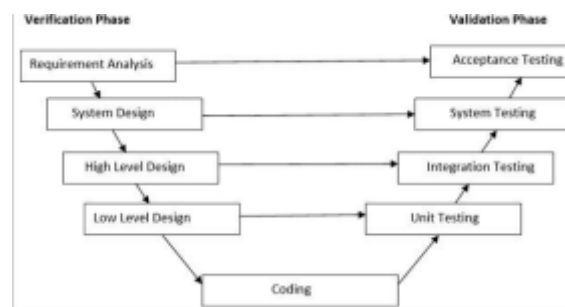 Verification Phase Validation Phase
Requirement Analysis Acceptance Testing
System Design System Testing
High Level Design Integration Testing
Low Level Design Unit Testing
Coding